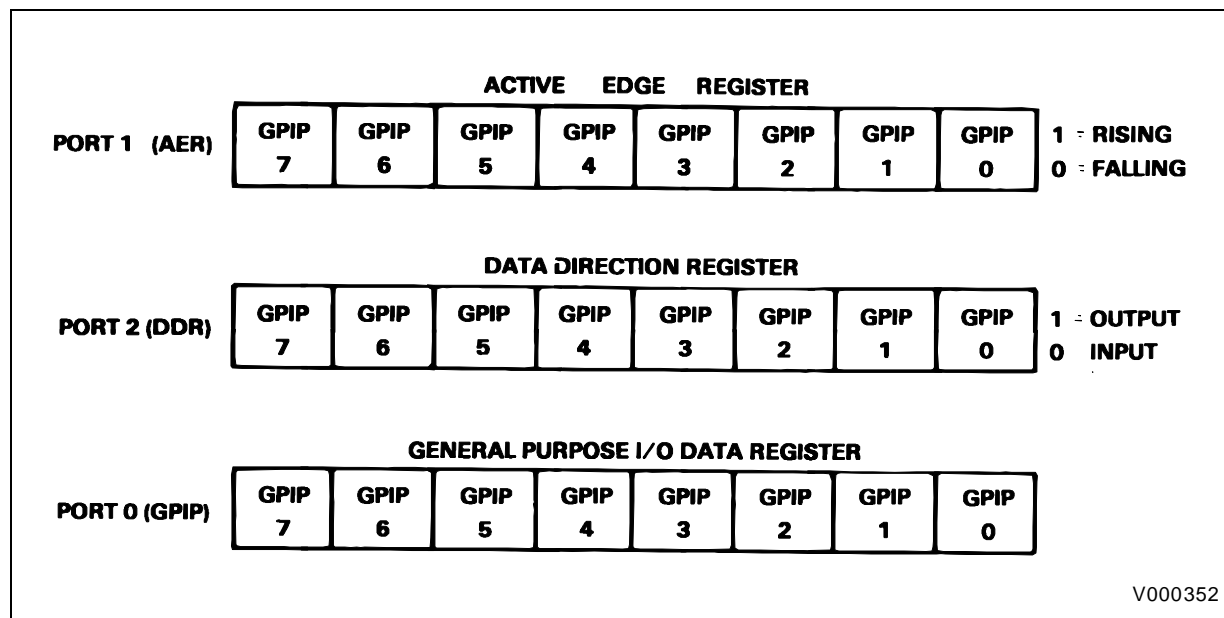 ACTIVE EDGE REGISTER
PORT 1 (AER) GPIP GPIP GPIP GPIP GPIP GPIP GPIP GPIP 1 = RISING
7 6 5 4 3 2 1 0 0 = FALLING
DATA DIRECTION REGISTER
PORT 2 (DDR) GPIP GPIP GPIP GPIP GPIP GPIP GPIP GPIP 1 = OUTPUT
7 6 5 4 3 2 1 0 0 INPUT
GENERAL PURPOSE I/O DATA REGISTER
PORT 0 (GPIP) GPIP GPIP GPIP GPIP GPIP GPIP GPIP GPIP
7 6 5 4 3 2 1 0
V000352